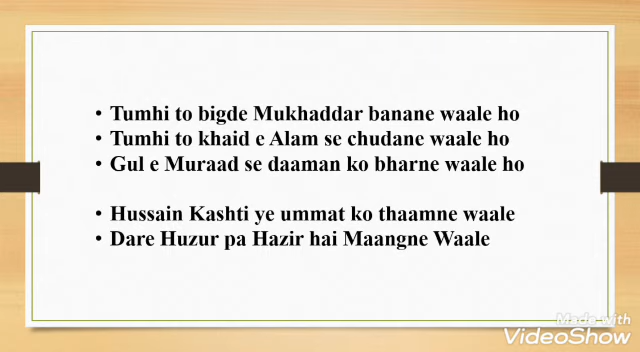 • Tumhi to bigde Mukhaddar banane waale ho
• Tumhi to khaid e Alam se chudane waale ho
• Gul e Muraad se daaman ko bharne waale ho
• Hussain Kashti ye ummat ko thaamne waale
• Dare Huzur pa Hazir hai Maangne Waale
Made with
VideoShow